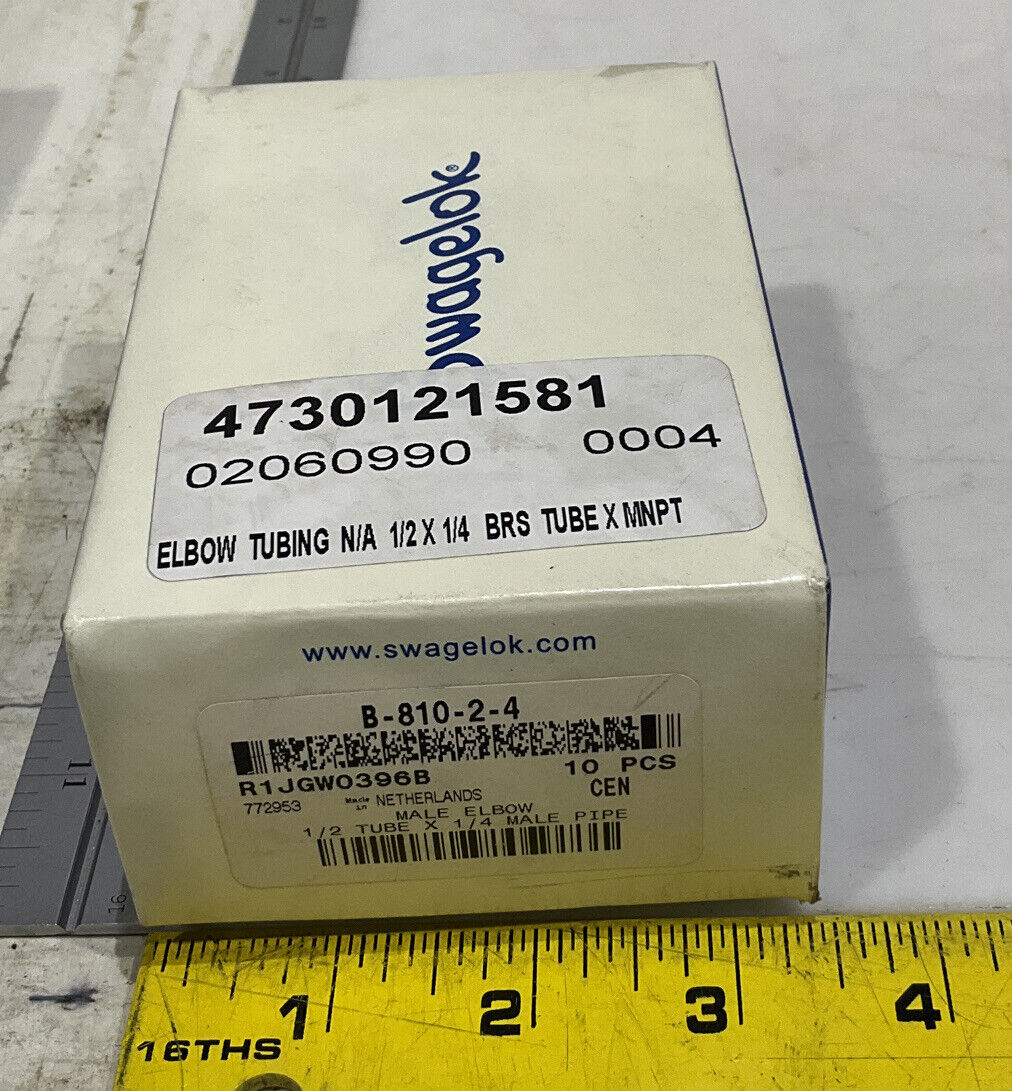 swagelok®
4730121581
02060990 0004
ELBOW TUBING N/A 1/2 X 1/4 BRS TUBE X MNPT
www.swagelok.com
B-810-2-4
R1JGW0396B 10 PCS
772953 Made in NETHERLANDS CEN
MALE ELBOW
1/2 TUBE X 1/4 MALE PIPE
11
16
1 2 3 4
16THS